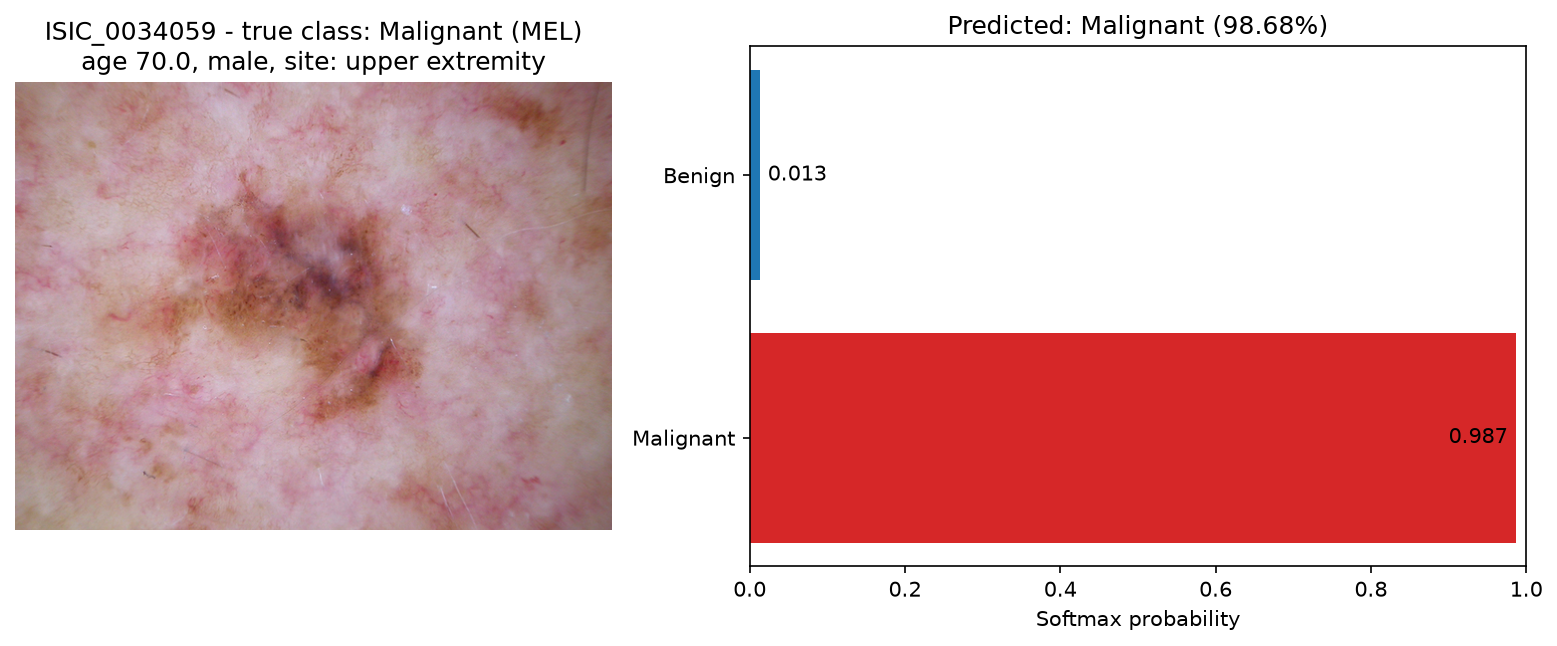 ISIC_0034059 - true class: Malignant (MEL)
age 70.0, male, site: upper extremity
Predicted: Malignant (98.68%)
Benign
0.013
Malignant
0.987
0.0 0.2 0.4 0.6 0.8 1.0
Softmax probability